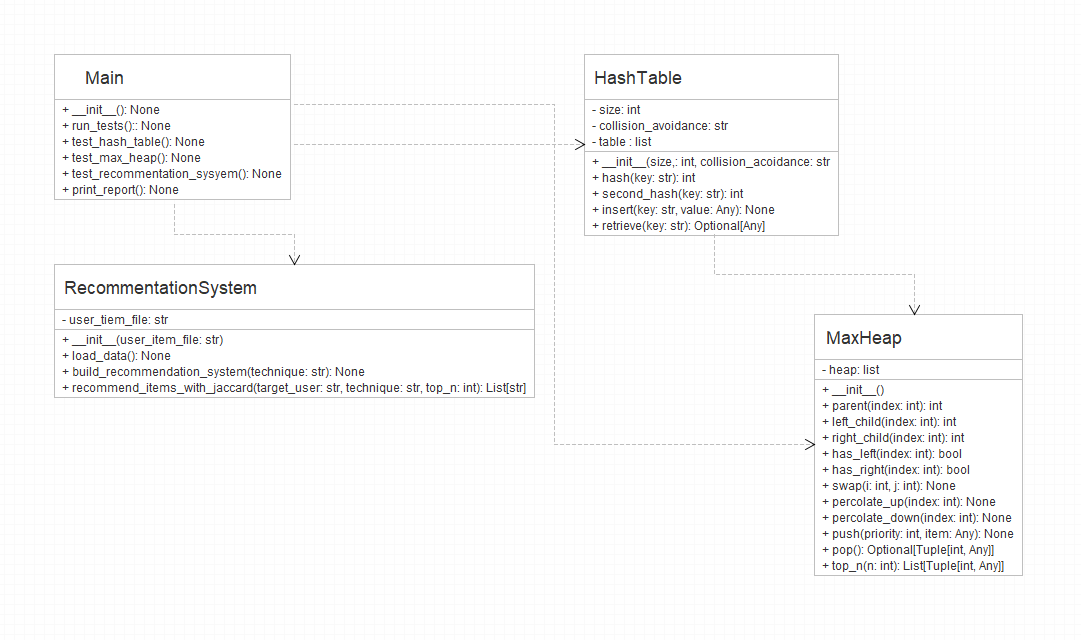 Main
+ __init__(): None
+ run_tests():: None
+ test_hash_table(): None
+ test_max_heap(): None
+ test_recommentation_sysyem(): None
+ print_report(): None
HashTable
- size: int
- collision_avoidance: str
- table : list
+ __init__(size,: int, collision_acoidance: str
+ hash(key: str): int
+ second_hash(key: str): int
+ insert(key: str, value: Any): None
+ retrieve(key: str): Optional[Any]
RecommentationSystem
- user_tiem_file: str
+ __init__(user_item_file: str)
+ load_data(): None
+ build_recommendation_system(technique: str): None
+ recommend_items_with_jaccard(target_user: str, technique: str, top_n: int): List[str]
MaxHeap
- heap: list
+ __init__()
+ parent(index: int): int
+ left_child(index: int): int
+ right_child(index: int): int
+ has_left(index: int): bool
+ has_right(index: int): bool
+ swap(i: int, j: int): None
+ percolate_up(index: int): None
+ percolate_down(index: int): None
+ push(priority: int, item: Any): None
+ pop(): Optional[Tuple[int, Any]]
+ top_n(n: int): List[Tuple[int, Any]]